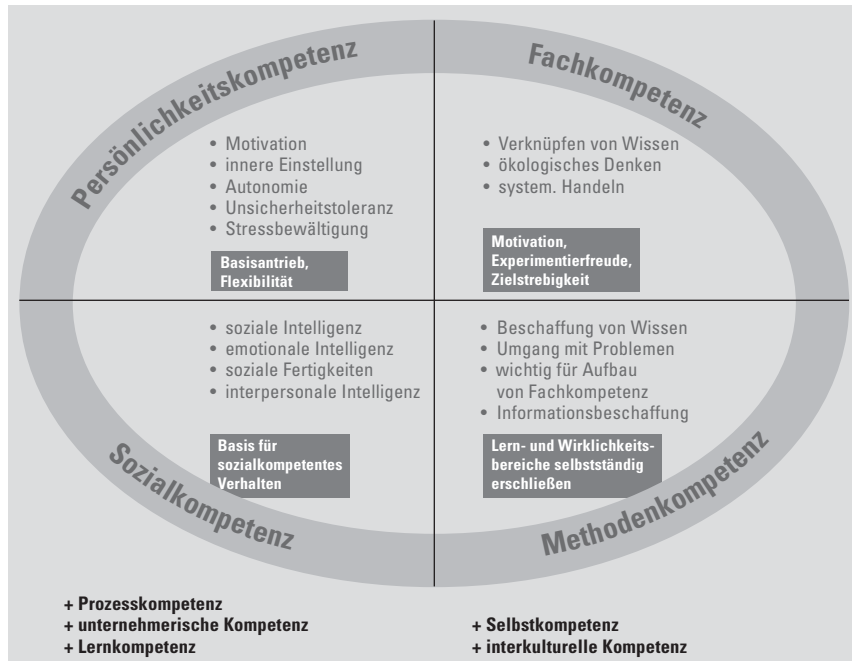 Persönlichkeitskompetenz
• Motivation
• innere Einstellung
• Autonomie
• Unsicherheitstoleranz
• Stressbewältigung
Basisantrieb,
Flexibilität
Fachkompetenz
• Verknüpfen von Wissen
• ökologisches Denken
• system. Handeln
Motivation,
Experimentierfreude,
Zielstrebigkeit
• soziale Intelligenz
• emotionale Intelligenz
• soziale Fertigkeiten
• interpersonale Intelligenz
Basis für
sozialkompetentes
Verhalten
Sozialkompetenz
• Beschaffung von Wissen
• Umgang mit Problemen
• wichtig für Aufbau
von Fachkompetenz
• Informationsbeschaffung
Lern- und Wirklichkeits-
bereiche selbstständig
erschließen
Methodenkompetenz
+ Prozesskompetenz
+ unternehmerische Kompetenz
+ Lernkompetenz
+ Selbstkompetenz
+ interkulturelle Kompetenz